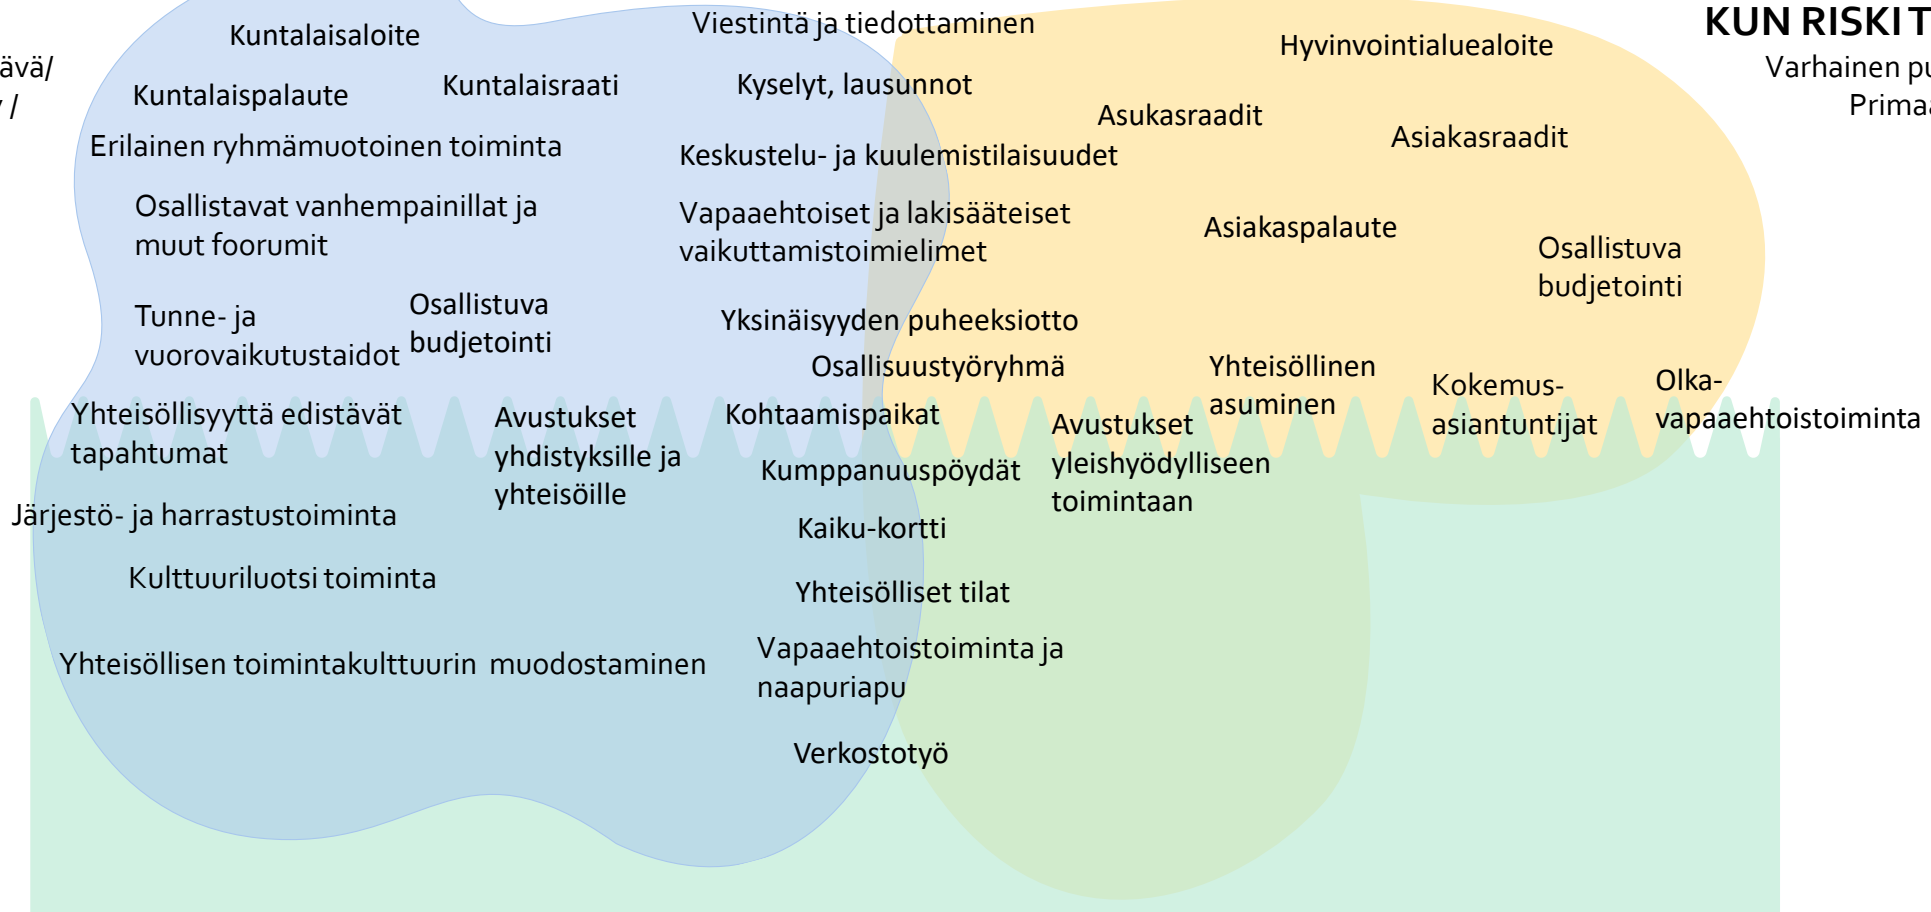 ävä/
/
Kuntalaisaloite
Kuntalaispalaute
Kuntalaisraati
Erilainen ryhmämuotoinen toiminta
Osallistavat vanhempainillat ja
muut foorumit
Tunne- ja
vuorovaikutustaidot
Osallistuva
budjetointi
Yhteisöllisyyttä edistävät
tapahtumat
Avustukset
yhdistyksille ja
yhteisöille
Järjestö- ja harrastustoiminta
Kulttuuriluotsi toiminta
Yhteisöllisen toimintakulttuurin muodostaminen
Viestintä ja tiedottaminen
Kyselyt, lausunnot
Keskustelu- ja kuulemistilaisuudet
Vapaaehtoiset ja lakisääteiset
vaikuttamistoimielimet
Yksinäisyyden puheeksiotto
Osallisuustyöryhmä
Kohtaamispaikat
Kumppanuuspöydät
Kaiku-kortti
Yhteisölliset tilat
Vapaaehtoistoiminta ja
naapuriapu
Verkostotyö
Hyvinvointialuealoite
Asukasraadit
Asiakasraadit
Asiakaspalaute
Osallistuva
budjetointi
Yhteisöllinen
asuminen
Avustukset
yleishyödylliseen
toimintaan
Kokemus-
asiantuntijat
Olka-
vapaaehtoistoiminta
KUN RISKI T
Varhainen pu
Primaa